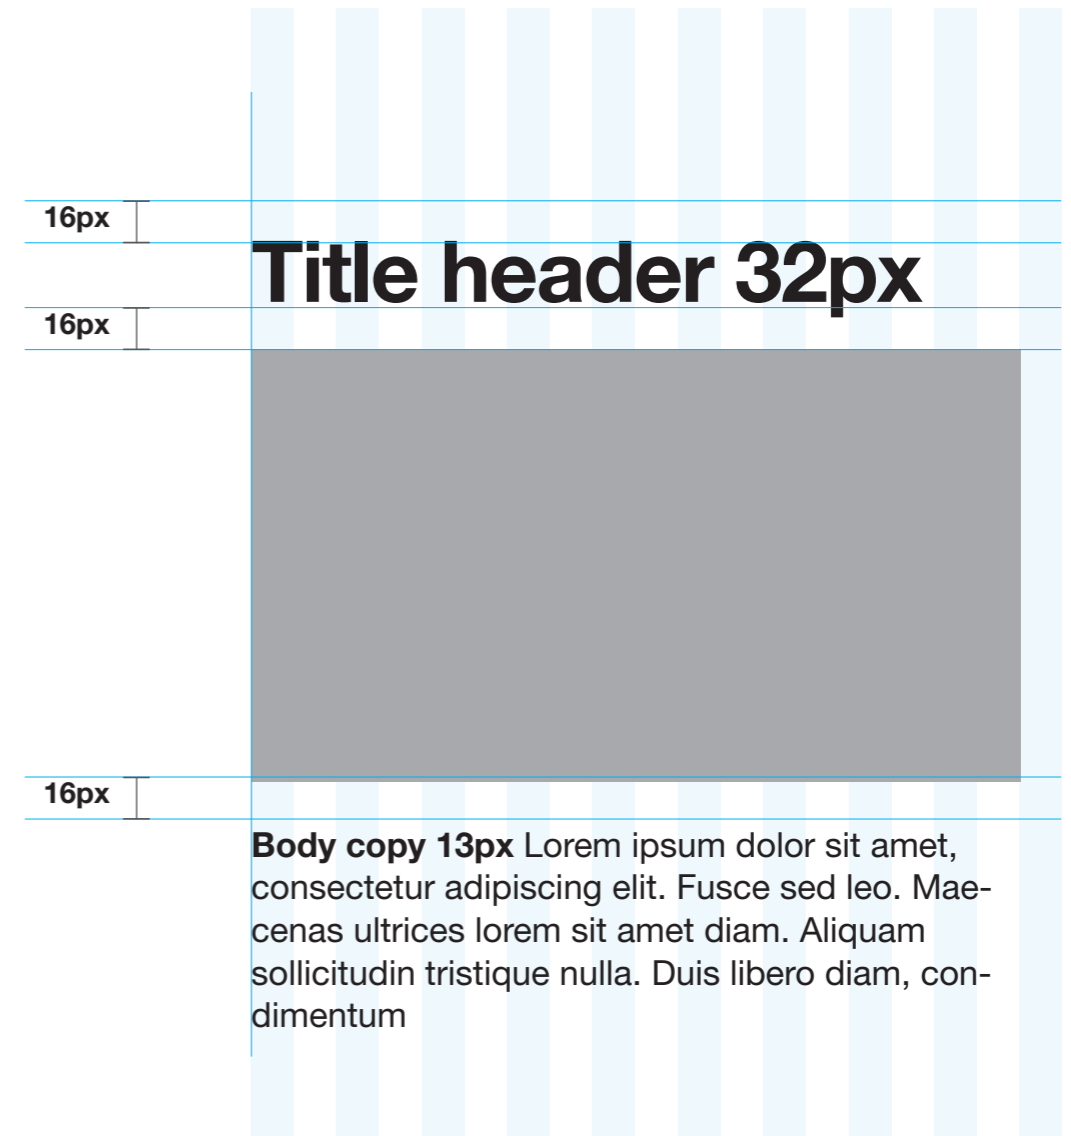 16px
Title header 32px
16px
16px
Body copy 13px Lorem ipsum dolor sit amet,
consectetur adipiscing elit. Fusce sed leo. Mae-
cenas ultrices lorem sit amet diam. Aliquam
sollicitudin tristique nulla. Duis libero diam, con-
dimentum